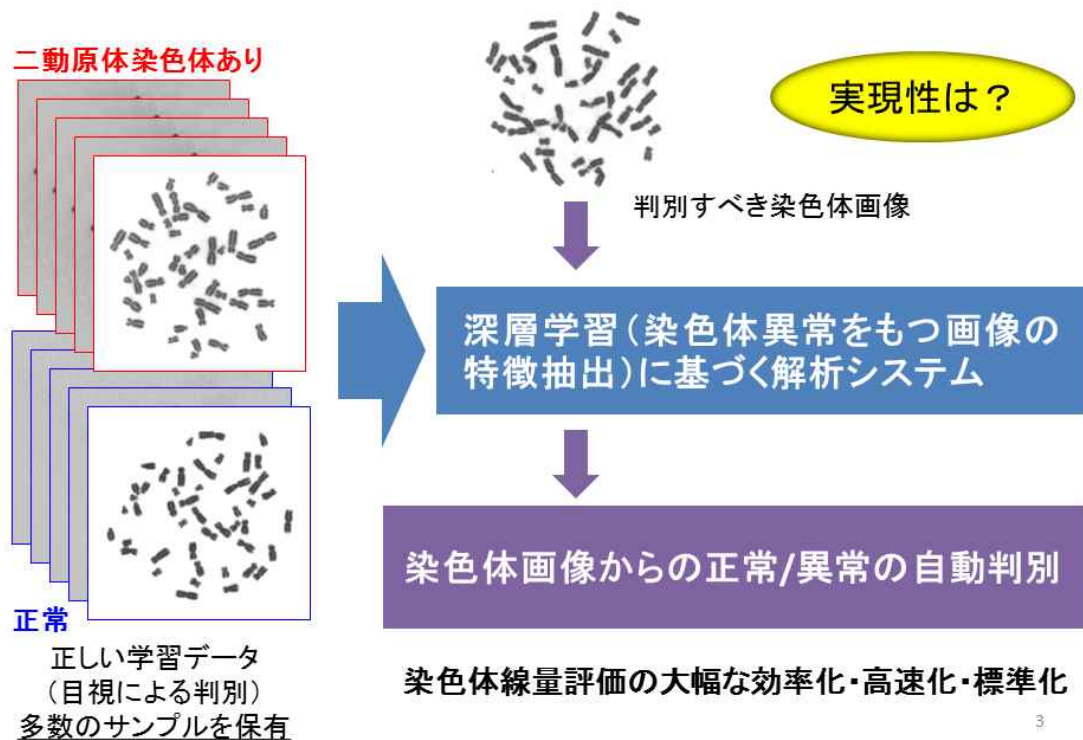 二動原体染色体あり
実現性は？
判別すべき染色体画像
深層学習（染色体異常をもつ画像の
特徴抽出）に基づく解析システム
染色体画像からの正常/異常の自動判別
正常
正しい学習データ
（目視による判別）
多数のサンプルを保有
染色体線量評価の大幅な効率化・高速化・標準化
3